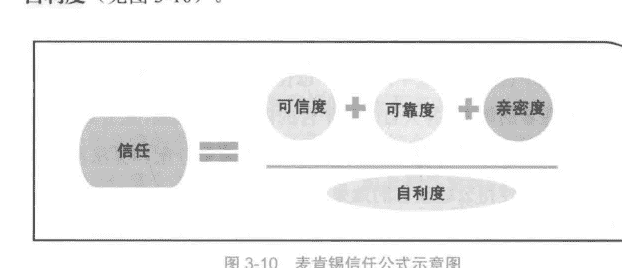 可信度 + 可靠度 + 亲密度
信任 =
自利度
图 3-10 麦肯锡信任公式示意图